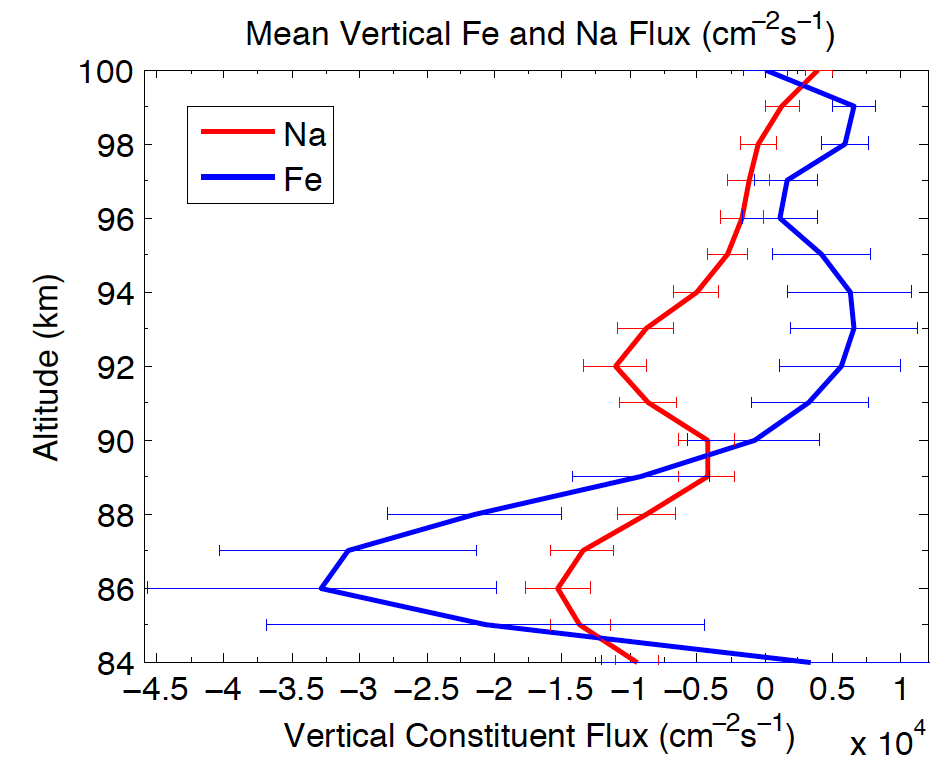 Mean Vertical Fe and Na Flux (cm⁻²s⁻¹)
100
98
96
94
92
90
88
86
84
Na
Fe
Altitude (km)
−4.5 −4 −3.5 −3 −2.5 −2 −1.5 −1 −0.5 0 0.5 1
Vertical Constituent Flux (cm⁻²s⁻¹)
x 10⁴